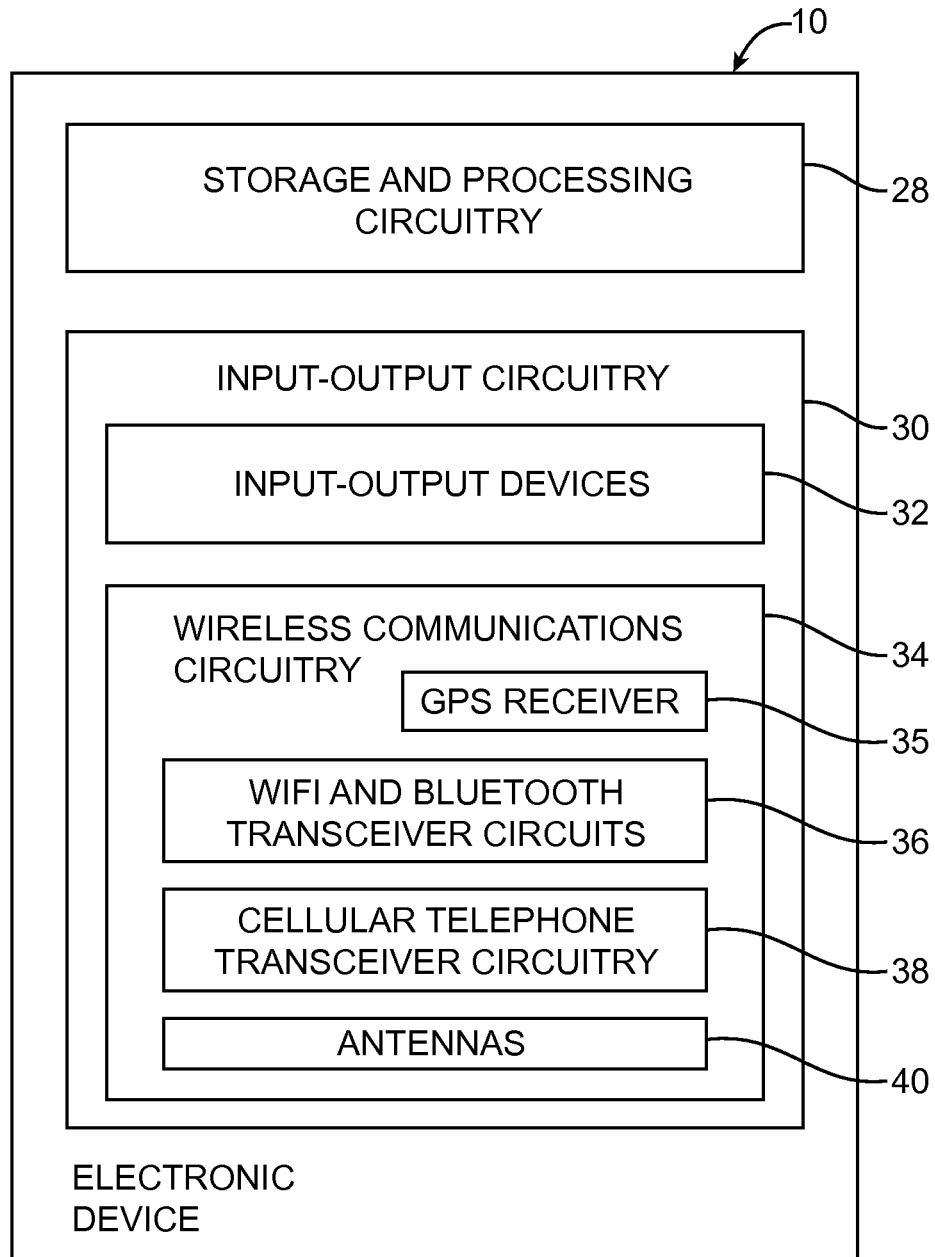 10
STORAGE AND PROCESSING
CIRCUITRY
28
INPUT-OUTPUT CIRCUITRY
30
INPUT-OUTPUT DEVICES
32
WIRELESS COMMUNICATIONS
CIRCUITRY
34
GPS RECEIVER
35
WIFI AND BLUETOOTH
TRANSCEIVER CIRCUITS
36
CELLULAR TELEPHONE
TRANSCEIVER CIRCUITRY
38
ANTENNAS
40
ELECTRONIC
DEVICE